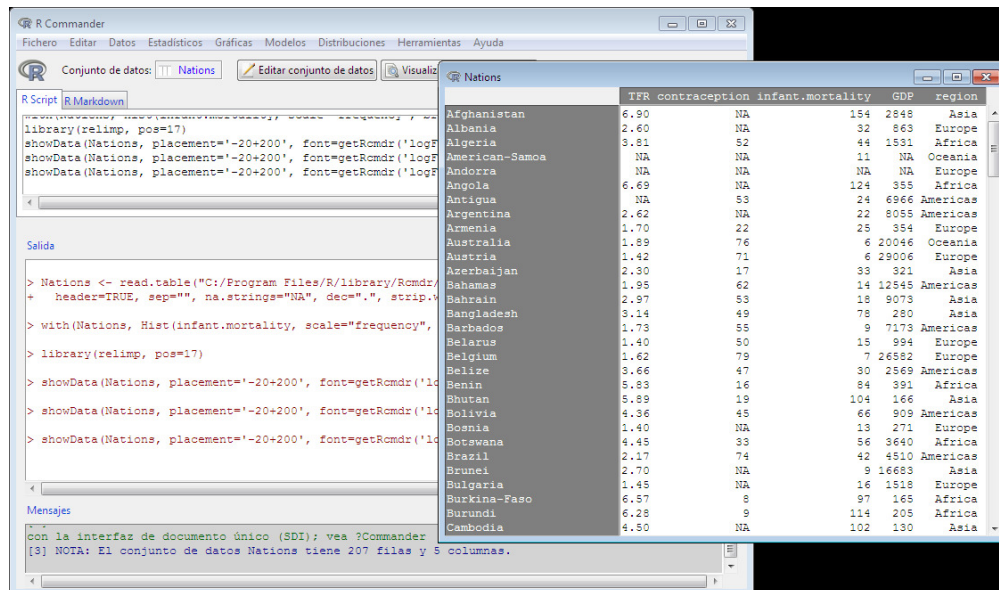 R Commander
Fichero Editar Datos Estadísticos Gráficas Modelos Distribuciones Herramientas Ayuda
Conjunto de datos: Nations Editar conjunto de datos Visualiz
R Script R Markdown
library(relimp, pos=17)
showData(Nations, placement='-20+200', font=getRcmdr('logF
showData(Nations, placement='-20+200', font=getRcmdr('logF
showData(Nations, placement='-20+200', font=getRcmdr('logF
Salida
> Nations <- read.table("C:/Program Files/R/library/Rcmdr/
+ header=TRUE, sep="", na.strings="NA", dec=".", strip.w
> with(Nations, Hist(infant.mortality, scale="frequency",
> library(relimp, pos=17)
> showData(Nations, placement='-20+200', font=getRcmdr('lo
> showData(Nations, placement='-20+200', font=getRcmdr('lo
> showData(Nations, placement='-20+200', font=getRcmdr('lo
Mensajes
con la interfaz de documento único (SDI); vea ?Commander
[3] NOTA: El conjunto de datos Nations tiene 207 filas y 5 columnas.
Nations
TFR contraception infant.mortality GDP region
Afghanistan 6.90 NA 154 2848 Asia
Albania 2.60 NA 32 863 Europe
Algeria 3.81 52 44 1531 Africa
American-Samoa NA NA 11 NA Oceania
Andorra NA NA NA NA Europe
Angola 6.69 NA 124 355 Africa
Antigua NA 53 24 6966 Americas
Argentina 2.62 NA 22 8055 Americas
Armenia 1.70 22 25 354 Europe
Australia 1.89 76 6 20046 Oceania
Austria 1.42 71 6 29006 Europe
Azerbaijan 2.30 17 33 321 Asia
Bahamas 1.95 62 14 12545 Americas
Bahrain 2.97 53 18 9073 Asia
Bangladesh 3.14 49 78 280 Asia
Barbados 1.73 55 9 7173 Americas
Belarus 1.40 50 15 994 Europe
Belgium 1.62 79 7 26582 Europe
Belize 3.66 47 30 2569 Americas
Benin 5.83 16 84 391 Africa
Bhutan 5.89 19 104 166 Asia
Bolivia 4.36 45 66 909 Americas
Bosnia 1.40 NA 13 271 Europe
Botswana 4.45 33 56 3640 Africa
Brazil 2.17 74 42 4510 Americas
Brunei 2.70 NA 9 16683 Asia
Bulgaria 1.45 NA 16 1518 Europe
Burkina-Faso 6.57 8 97 165 Africa
Burundi 6.28 9 114 205 Africa
Cambodia 4.50 NA 102 130 Asia